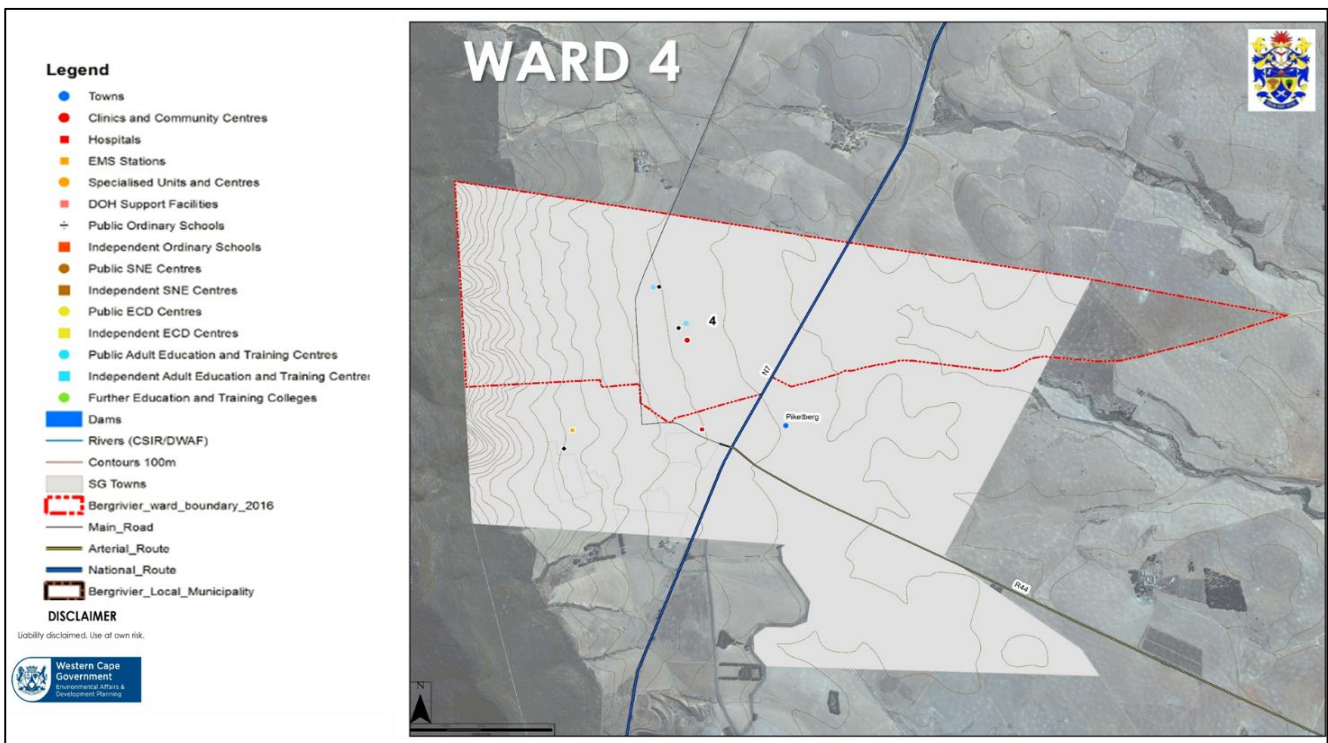 WARD 4
Legend
Towns
Clinics and Community Centres
Hospitals
EMS Stations
Specialised Units and Centres
DOH Support Facilities
Public Ordinary Schools
Independent Ordinary Schools
Public SNE Centres
Independent SNE Centres
Public ECD Centres
Independent ECD Centres
Public Adult Education and Training Centres
Independent Adult Education and Training Centre
Further Education and Training Colleges
Dams
Rivers (CSIR/DWAF)
Contours 100m
SG Towns
Bergrivier_ward_boundary_2016
Main_Road
Arterial_Route
National_Route
Bergrivier_Local_Municipality
DISCLAIMER
Liability disclaimed. Use at own risk.
Western Cape
Government
Environmental Affairs &
Development Planning
4
N7
Piketberg
R44
N